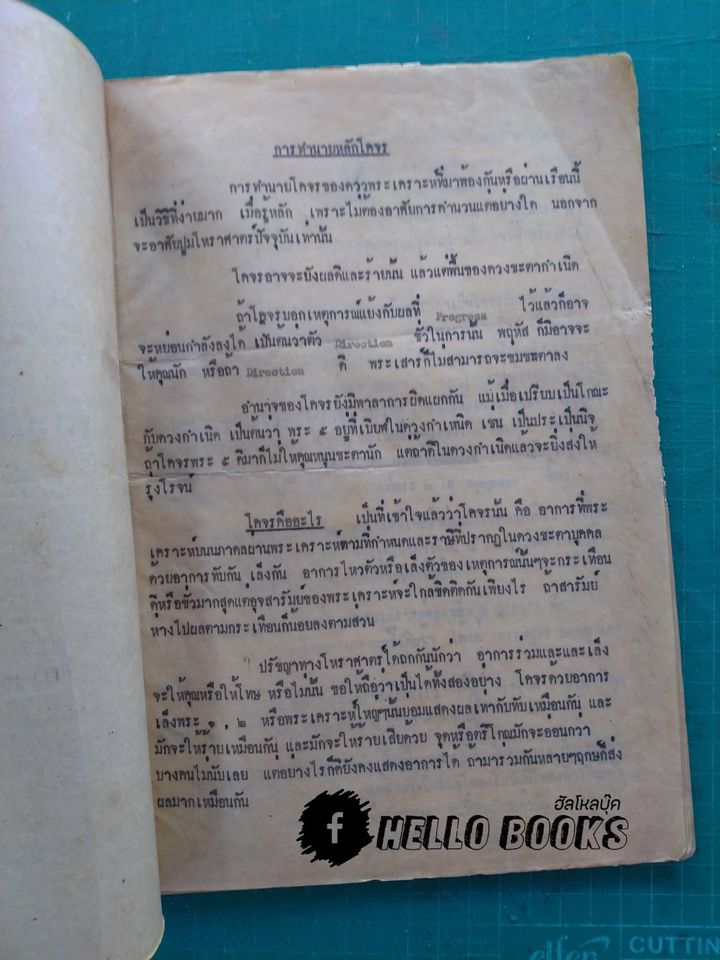 การทำนายหลักโคจร
การทำนายโคจรของดาวพระเคราะห์ที่มาพ้องกันหรือผ่านเรือนนี้
เป็นวิธีที่ง่ายมาก เมื่อรู้หลัก เพราะไม่ต้องอาศัยการคำนวนแต่อย่างใด นอกจาก
จะอาศัยปูมโหราศาตร์ปัจจุบันเท่านั้น
โคจรอาจจะยังผลดีและร้ายนั้น แล้วแต่พื้นของดวงชะตากำเนิด
ถ้าโคจรบอกเหตุการณ์แย้งกับผลที่ Progress ไว้แล้วก็อาจ
จะหย่อนกำลังลงได้ เป็นต้นว่าตัว Direction ชั่วในการนั้น พฤหัส ก็มิอาจจะ
ให้คุณนัก หรือถ้า Direction ดี พระเสาร์ก็ไม่สามารถจะข่มชะตาลง
อำนาจของโคจรยังมีพาลาการผิดแผกกัน แม้เมื่อเปรียบเป็นโกณะ
กับดวงกำเนิด เป็นต้นว่า พระ ๕ อยู่ที่เบียฬในดวงกำเหนิด เช่น เป็นประเป็นนิจ
ถ้าโคจรพระ ๕ ดีมาก็ไม่ให้คุณหนุนชะตานัก แต่ถ้าดีในดวงกำเนิดแล้วจะยิ่งส่งให้
รุ่งโรจน์
โคจรคืออะไร เป็นที่เข้าใจแล้วว่าโคจรนั้น คือ อาการที่พระ
เคราะห์บนนภาดลผ่านพระเคราะห์ตามที่กำหนดและราษีที่ปรากฏในดวงชะตาบุคคล
ด้วยอาการทับกัน เล็งกัน อาการไหวตัวหรือเล็งตัวของเหตุการณ์นั้นๆจะกระเทือน
ดีหรือชั่วมากสุดแต่อุจสารัมย์ของพระเคราะห์จะใกล้ชิดติดกันเพียงไร ถ้าสารัมย์
หางไปผลตามกระเทือนก็น้อยลงตามส่วน
ปรัชญาทางโหราศาตร์ได้ถกกันนักว่า อาการร่วมและและเล็ง
จะให้คุณหรือให้โทษ หรือไม่นั้น ขอให้ถือว่าเป็นได้ทั้งสองอย่าง โคจรด้วยอาการ
เล็งพระ ๑ , ๒ หรือพระเคราะห์ใหญ่ๆนั้นย่อมแสดงผลเท่ากับทับเหมือนกัน และ
มักจะให้ร้ายเหมือนกัน และมักจะให้ร้ายเสียด้วย จุดหรือตรีโกณมักจะออนกวา
บางคนไม่นับเลย แต่อย่างไรก็ดียังคงแสดงอาการได้ ถ้ามารวมกันหลายๆฤกษ์ก็ส่ง
ผลมากเหมือนกัน
ฮัลโหลบุ๊ค
f HELLO BOOKS
elfen CUTTIN